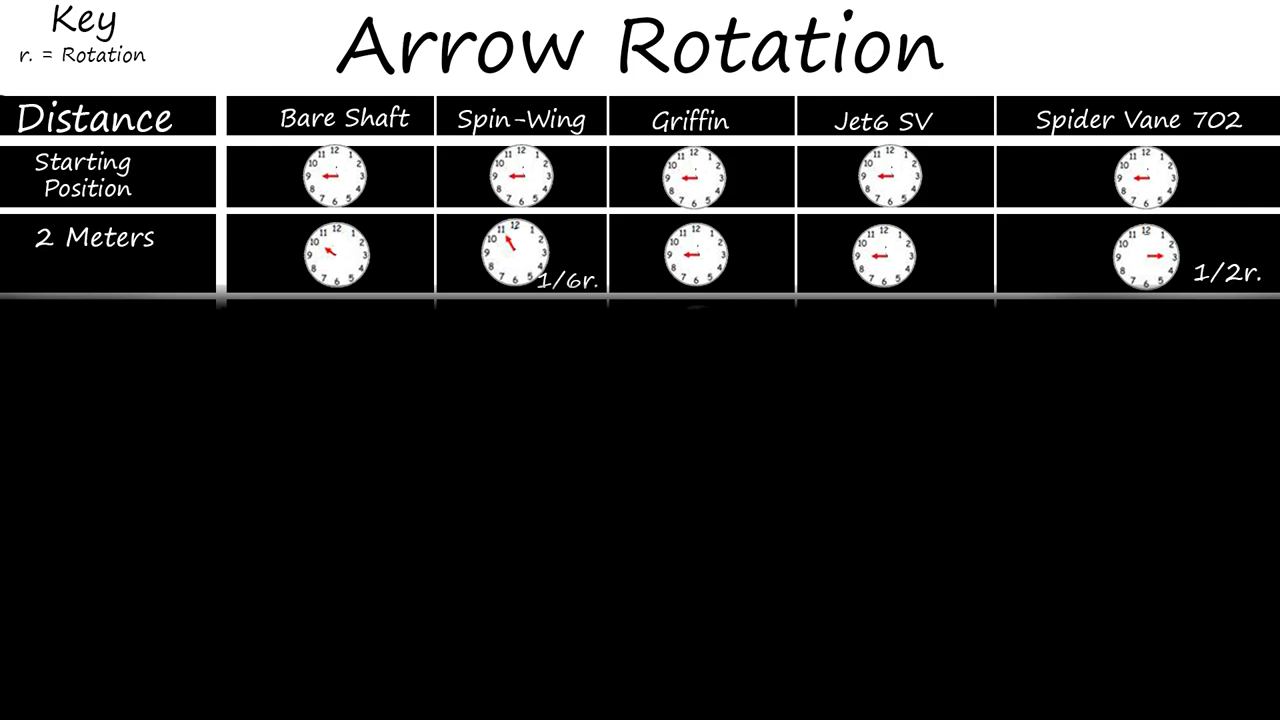 Key
r. = Rotation
Arrow Rotation
Distance Bare Shaft Spin-Wing Griffin Jet6 SV Spider Vane 702
Starting
Position
2 Meters
1/6r.
1/2r.